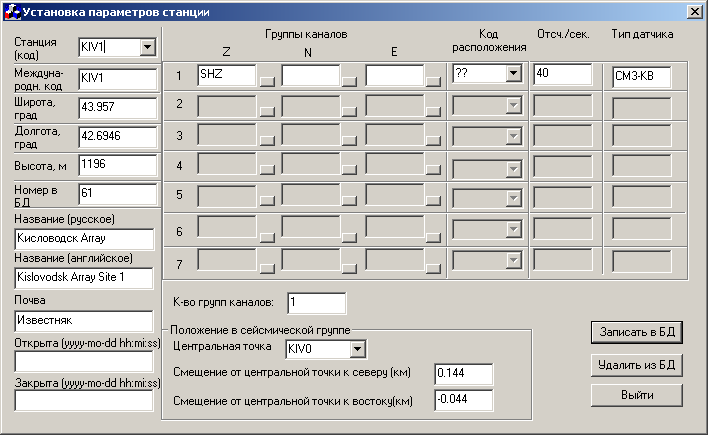 Установка параметров станции
Станция (код)
KIV1
Междуна-
родн. код
KIV1
Широта, град
43.957
Долгота, град
42.6946
Высота, м
1196
Номер в БД
61
Название (русское)
Кисловодск Array
Название (английское)
Kislovodsk Array Site 1
Почва
Известняк
Открыта (yyyy-mo-dd hh:mi:ss)
Закрыта (yyyy-mo-dd hh:mi:ss)
Группы каналов
Z N E
Код расположения
Отсч./сек.
Тип датчика
1 SHZ ?? 40 СМ3-КВ
2
3
4
5
6
7
К-во групп каналов: 1
Положение в сейсмической группе
Центральная точка KIV0
Смещение от центральной точки к северу (км) 0.144
Смещение от центральной точки к востоку(км) -0.044
Записать в БД
Удалить из БД
Выйти